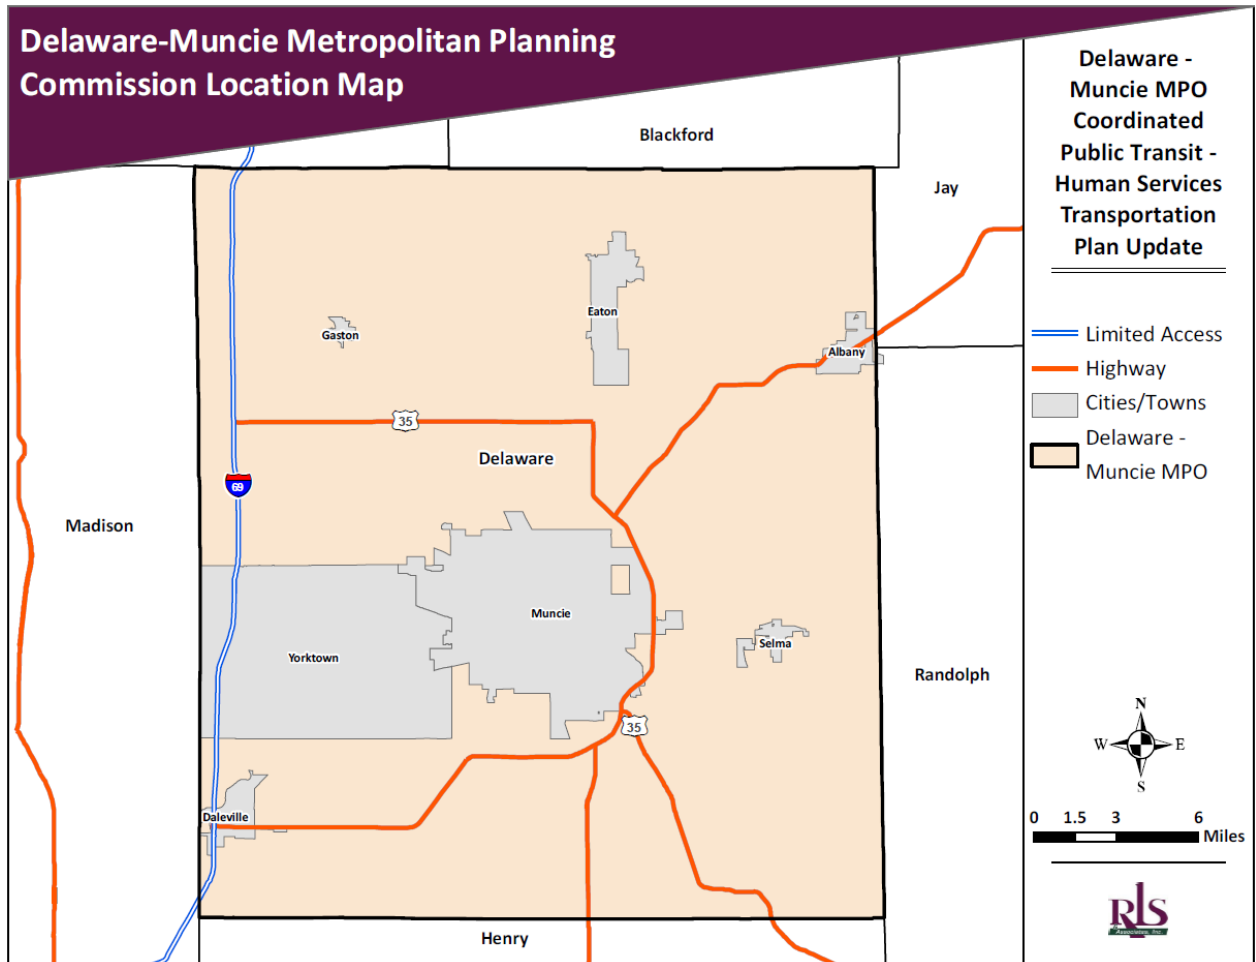 Delaware-Muncie Metropolitan Planning
Commission Location Map
Delaware -
Muncie MPO
Coordinated
Public Transit -
Human Services
Transportation
Plan Update
Blackford
Jay
Eaton
Gaston
Albany
Limited Access
Highway
Cities/Towns
Delaware -
Muncie MPO
35
Delaware
69
Madison
Muncie
Selma
Yorktown
Randolph
35
N
W E
S
Daleville
0 1.5 3 6
Miles
Henry
RLS
& Associates, Inc.